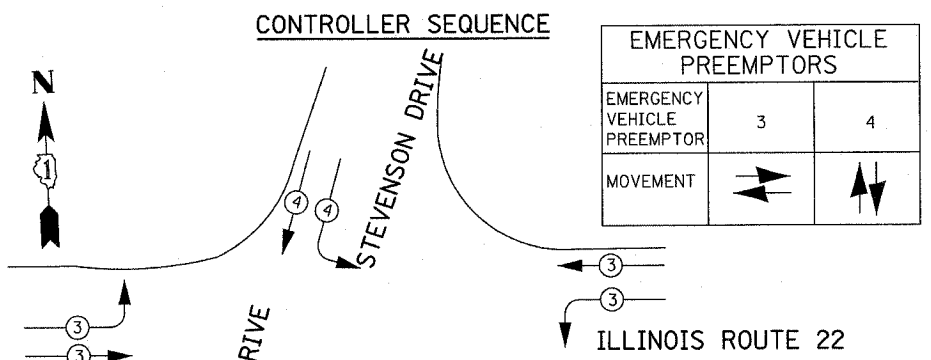 CONTROLLER SEQUENCE
EMERGENCY VEHICLE
PREEMPTORS
EMERGENCY
VEHICLE
PREEMPTOR
3
4
MOVEMENT
N
1
STEVENSON DRIVE
4
4
3
3
3
3
DRIVE
ILLINOIS ROUTE 22